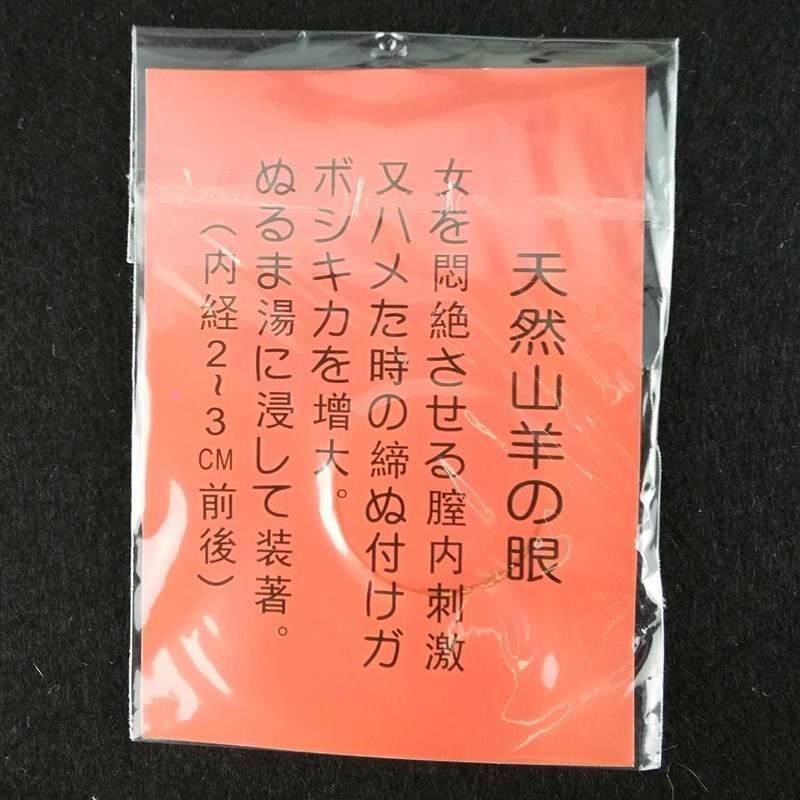 天然山羊の眼
女を悶絶させる膣内刺激
又ハメた時の締ぬ付けガ
ボシキカを増大。
ぬるま湯に浸して装著。
（内経2～3CM前後）